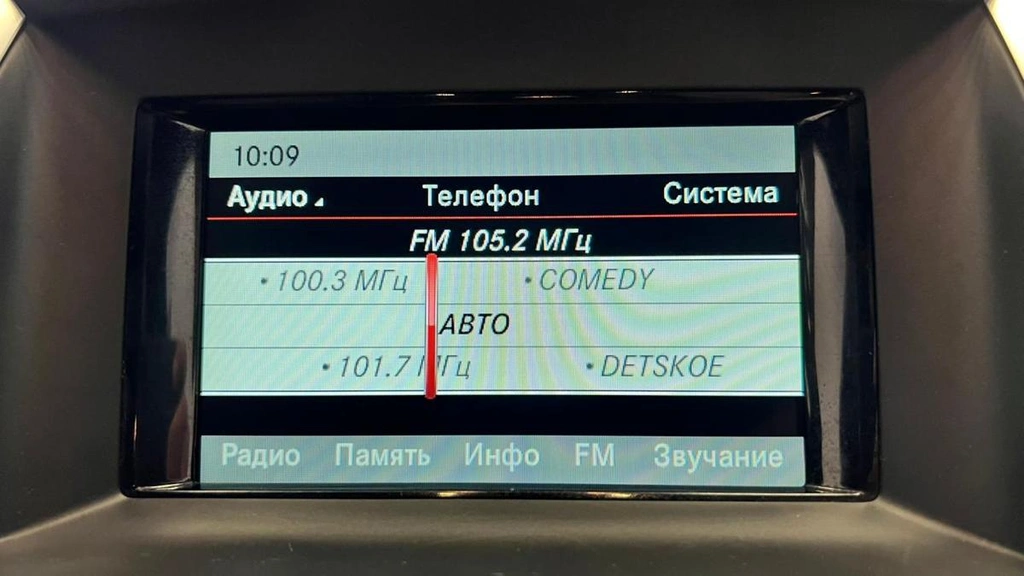 10:09
Аудио Телефон Система
FM 105.2 МГц
• 100.3 МГц • COMEDY
АВТО
• 101.7 МГц • DETSKOE
Радио Память Инфо FM Звучание